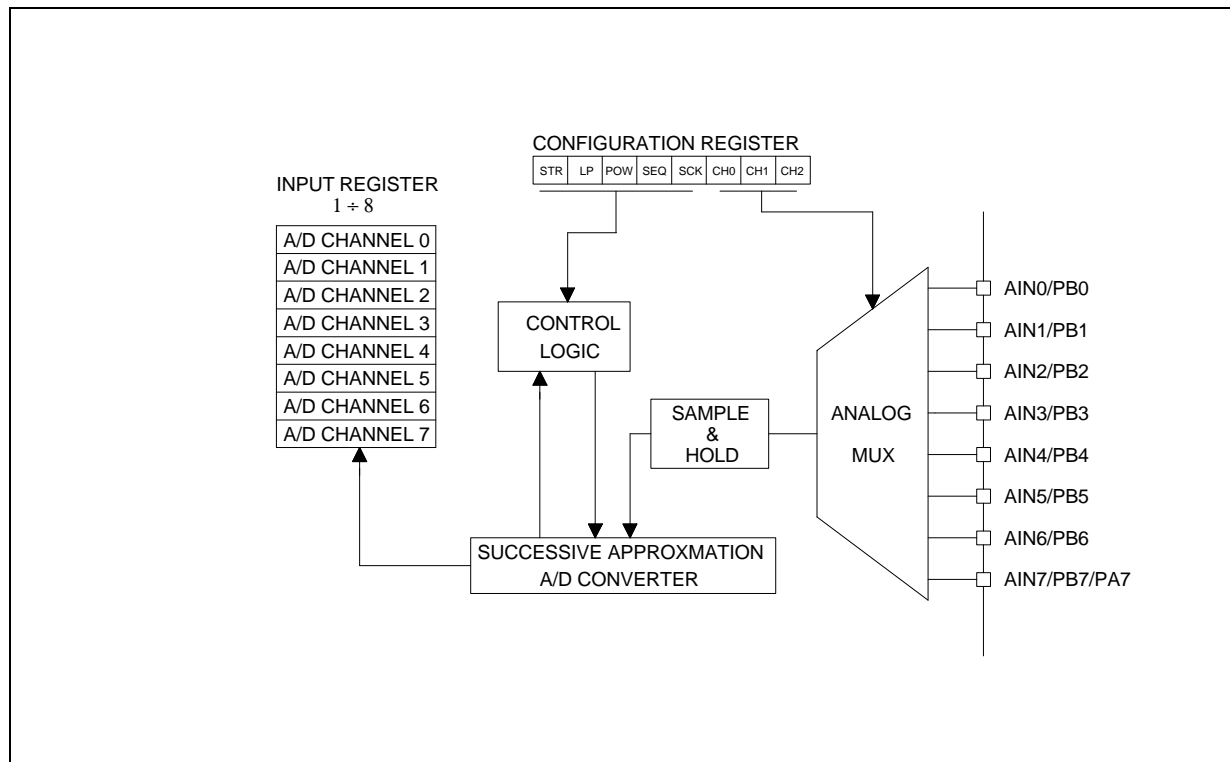 CONFIGURATION REGISTER
STR LP POW SEQ SCK CH0 CH1 CH2
INPUT REGISTER
1 ÷ 8
A/D CHANNEL 0
A/D CHANNEL 1
A/D CHANNEL 2
A/D CHANNEL 3
A/D CHANNEL 4
A/D CHANNEL 5
A/D CHANNEL 6
A/D CHANNEL 7
CONTROL
LOGIC
SAMPLE
&
HOLD
ANALOG
MUX
SUCCESSIVE APPROXMATION
A/D CONVERTER
AIN0/PB0
AIN1/PB1
AIN2/PB2
AIN3/PB3
AIN4/PB4
AIN5/PB5
AIN6/PB6
AIN7/PB7/PA7